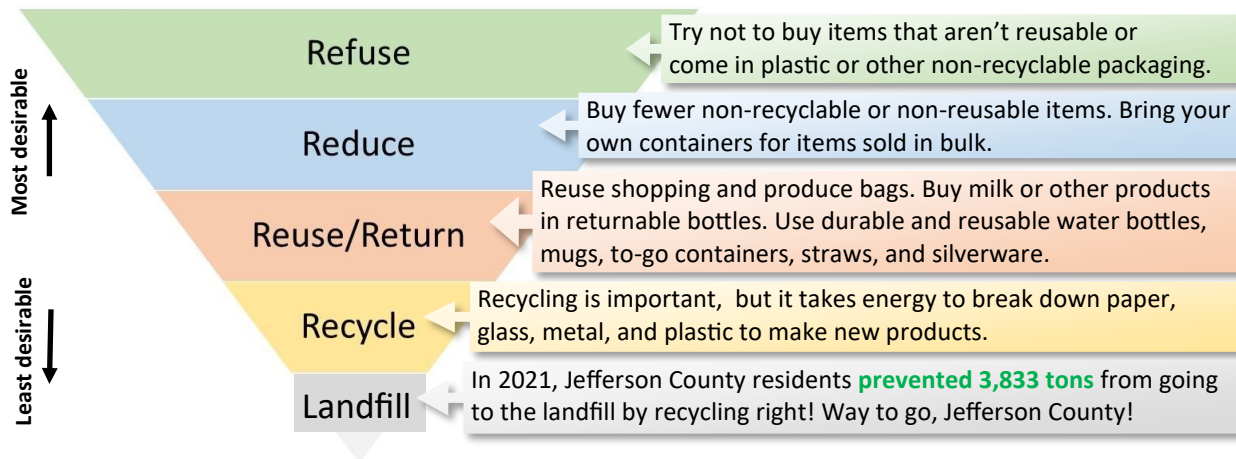 Most desirable
Least desirable
Refuse
Try not to buy items that aren't reusable or
come in plastic or other non-recyclable packaging.
Reduce
Buy fewer non-recyclable or non-reusable items. Bring your
own containers for items sold in bulk.
Reuse/Return
Reuse shopping and produce bags. Buy milk or other products
in returnable bottles. Use durable and reusable water bottles,
mugs, to-go containers, straws, and silverware.
Recycle
Recycling is important,  but it takes energy to break down paper,
glass, metal, and plastic to make new products.
Landfill
In 2021, Jefferson County residents prevented 3,833 tons from going
to the landfill by recycling right! Way to go, Jefferson County!